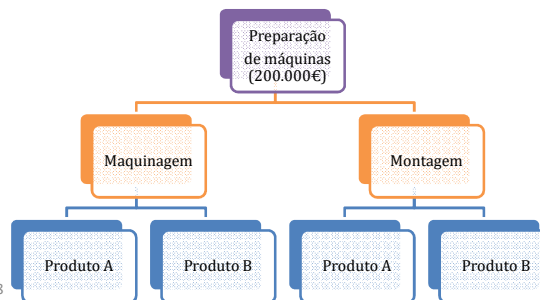 Preparação
de máquinas
(200.000€)
Maquinagem
Montagem
Produto A
Produto B
Produto A
Produto B